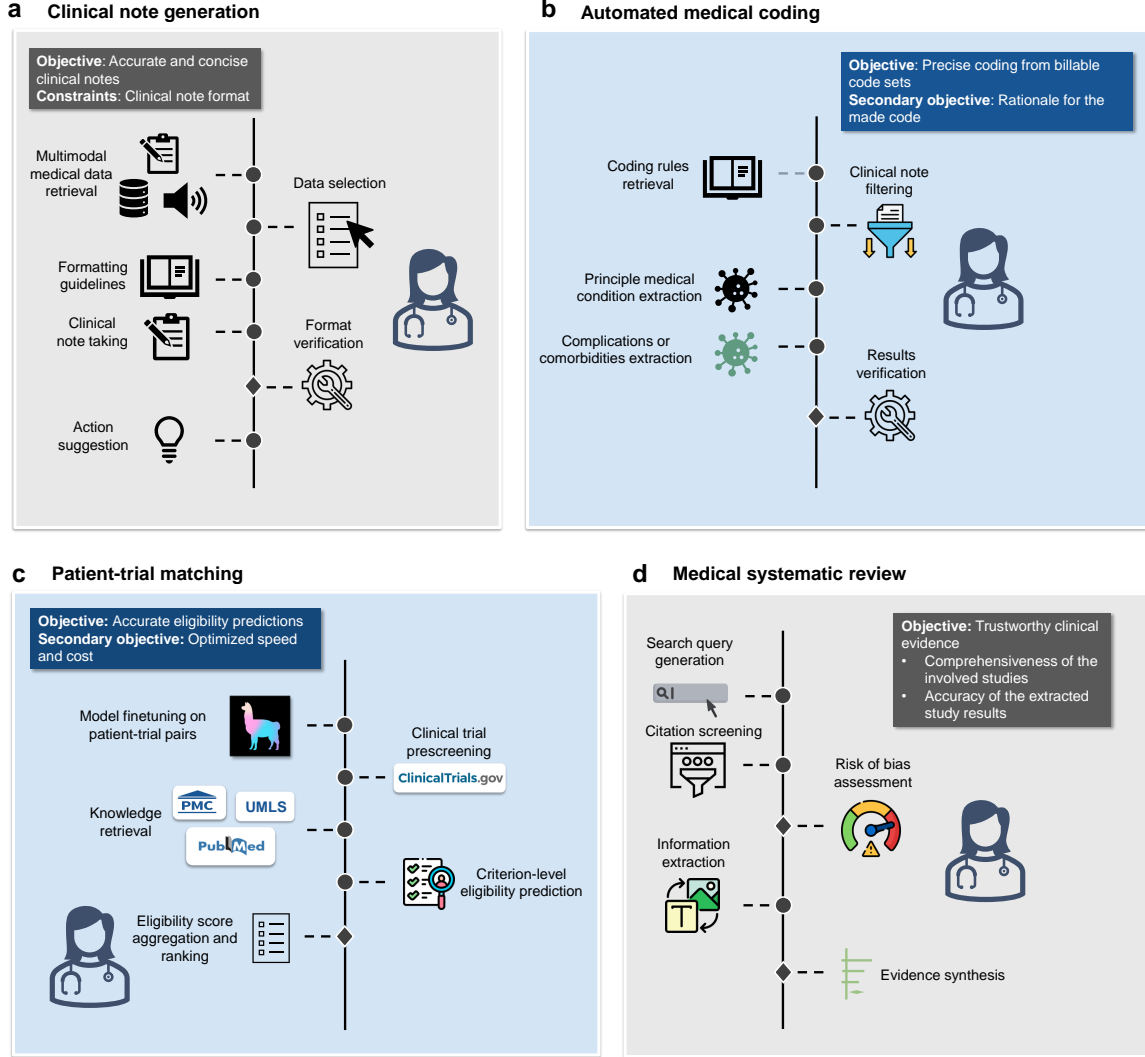 a Clinical note generation
Objective: Accurate and concise
clinical notes
Constraints: Clinical note format
Multimodal
medical data
retrieval
Data selection
Formatting
guidelines
Clinical
note taking
Format
verification
Action
suggestion
b Automated medical coding
Objective: Precise coding from billable
code sets
Secondary objective: Rationale for the
made code
Coding rules
retrieval
Clinical note
filtering
Principle medical
condition extraction
Complications or
comorbidities extraction
Results
verification
c Patient-trial matching
Objective: Accurate eligibility predictions
Secondary objective: Optimized speed
and cost
Model finetuning on
patient-trial pairs
Clinical trial
prescreening
ClinicalTrials.gov
Knowledge
retrieval
PMC
UMLS
PubMed
Criterion-level
eligibility prediction
Eligibility score
aggregation and
ranking
d Medical systematic review
Objective: Trustworthy clinical
evidence
• Comprehensiveness of the
involved studies
• Accuracy of the extracted
study results
Search query
generation
Citation screening
Risk of bias
assessment
Information
extraction
T
Evidence synthesis